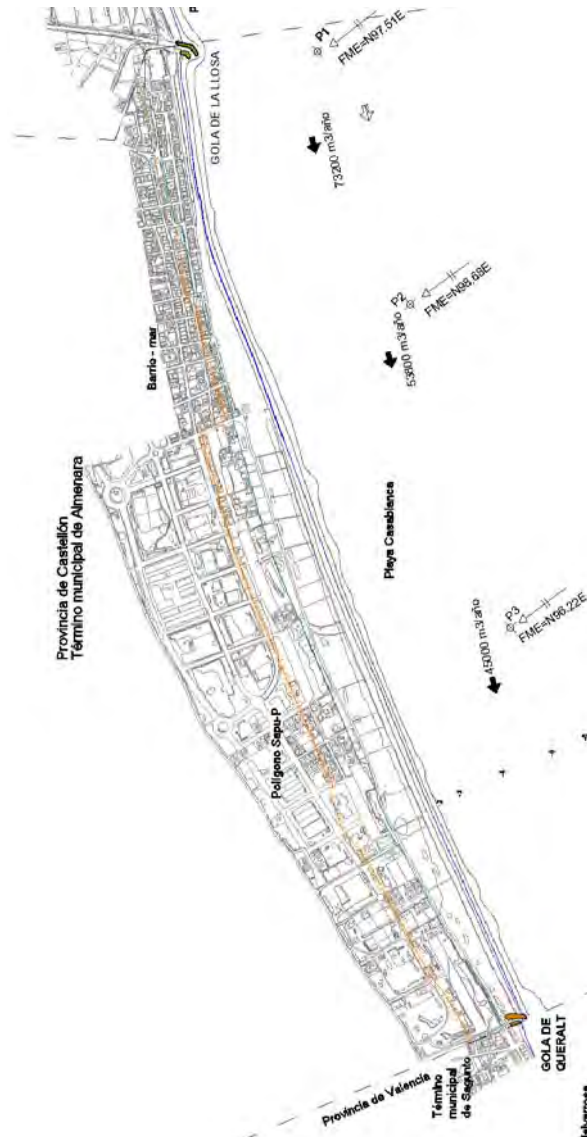 P1
FME=N97.51E
GOLA DE LA LLOSA
73200 m3/año
P2
FME=N98.68E
53800 m3/año
Barrio - mar
Provincia de Castellón
Término municipal de Almenara
Playa Casablanca
P3
FME=N96.22E
45000 m3/año
Polígono Sepu-P
Provincia de Valencia
Término
municipal
de Sagunto
GOLA DE
QUERALT